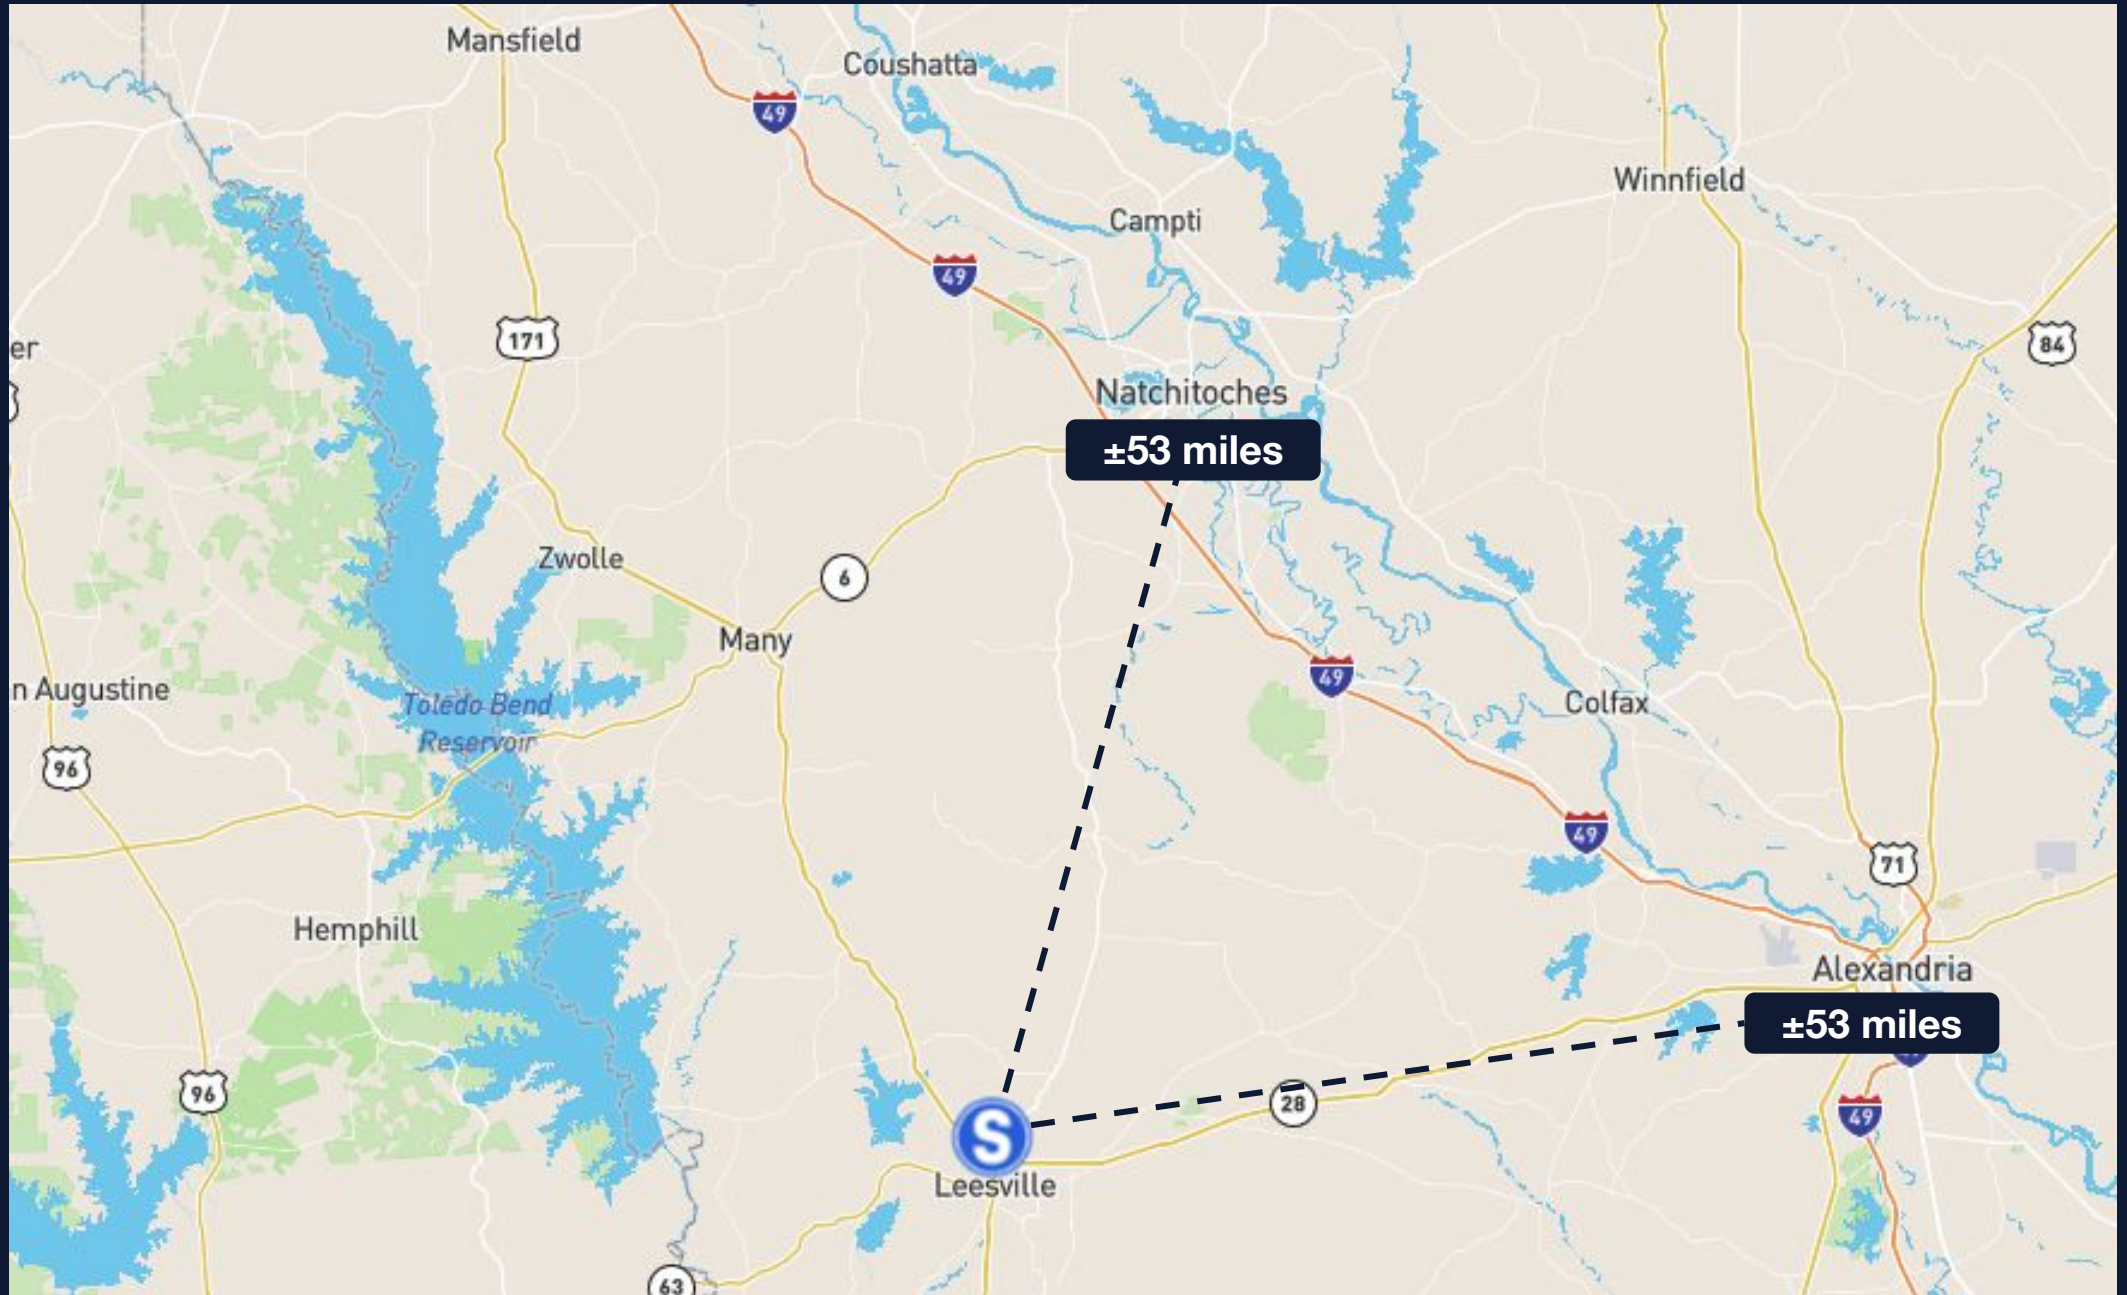 Mansfield
Coushatta
49
Winnfield
Campti
49
171
84
er
Natchitoches
±53 miles
Zwolle
6
Many
49
n Augustine
Toledo Bend
Reservoir
Colfax
96
49
71
Hemphill
Alexandria
±53 miles
96
28
49
S
Leesville
63